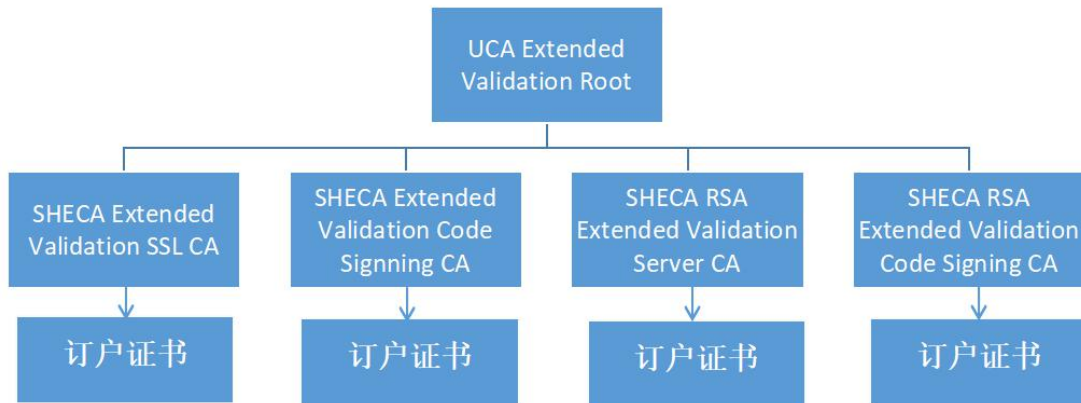 UCA Extended
Validation Root
SHECA Extended
Validation SSL CA
SHECA Extended
Validation Code
Signning CA
SHECA RSA
Extended Validation
Server CA
SHECA RSA
Extended Validation
Code Signing CA
订户证书
订户证书
订户证书
订户证书